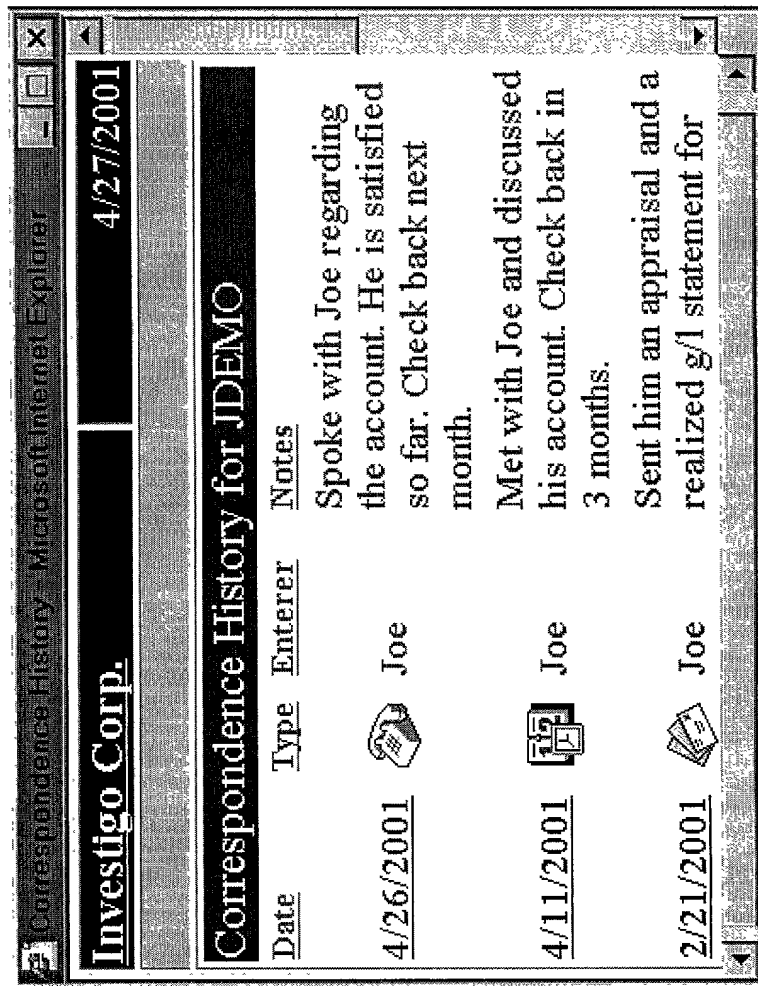 Correspondence History - Microsoft Internet Explorer
Investigo Corp. 4/27/2001
Correspondence History for JDEMO
Date Type Enterer Notes
4/26/2001 Joe Spoke with Joe regarding
the account. He is satisfied
so far. Check back next
month.
4/11/2001 Joe Met with Joe and discussed
his account. Check back in
3 months.
2/21/2001 Joe Sent him an appraisal and a
realized g/l statement for